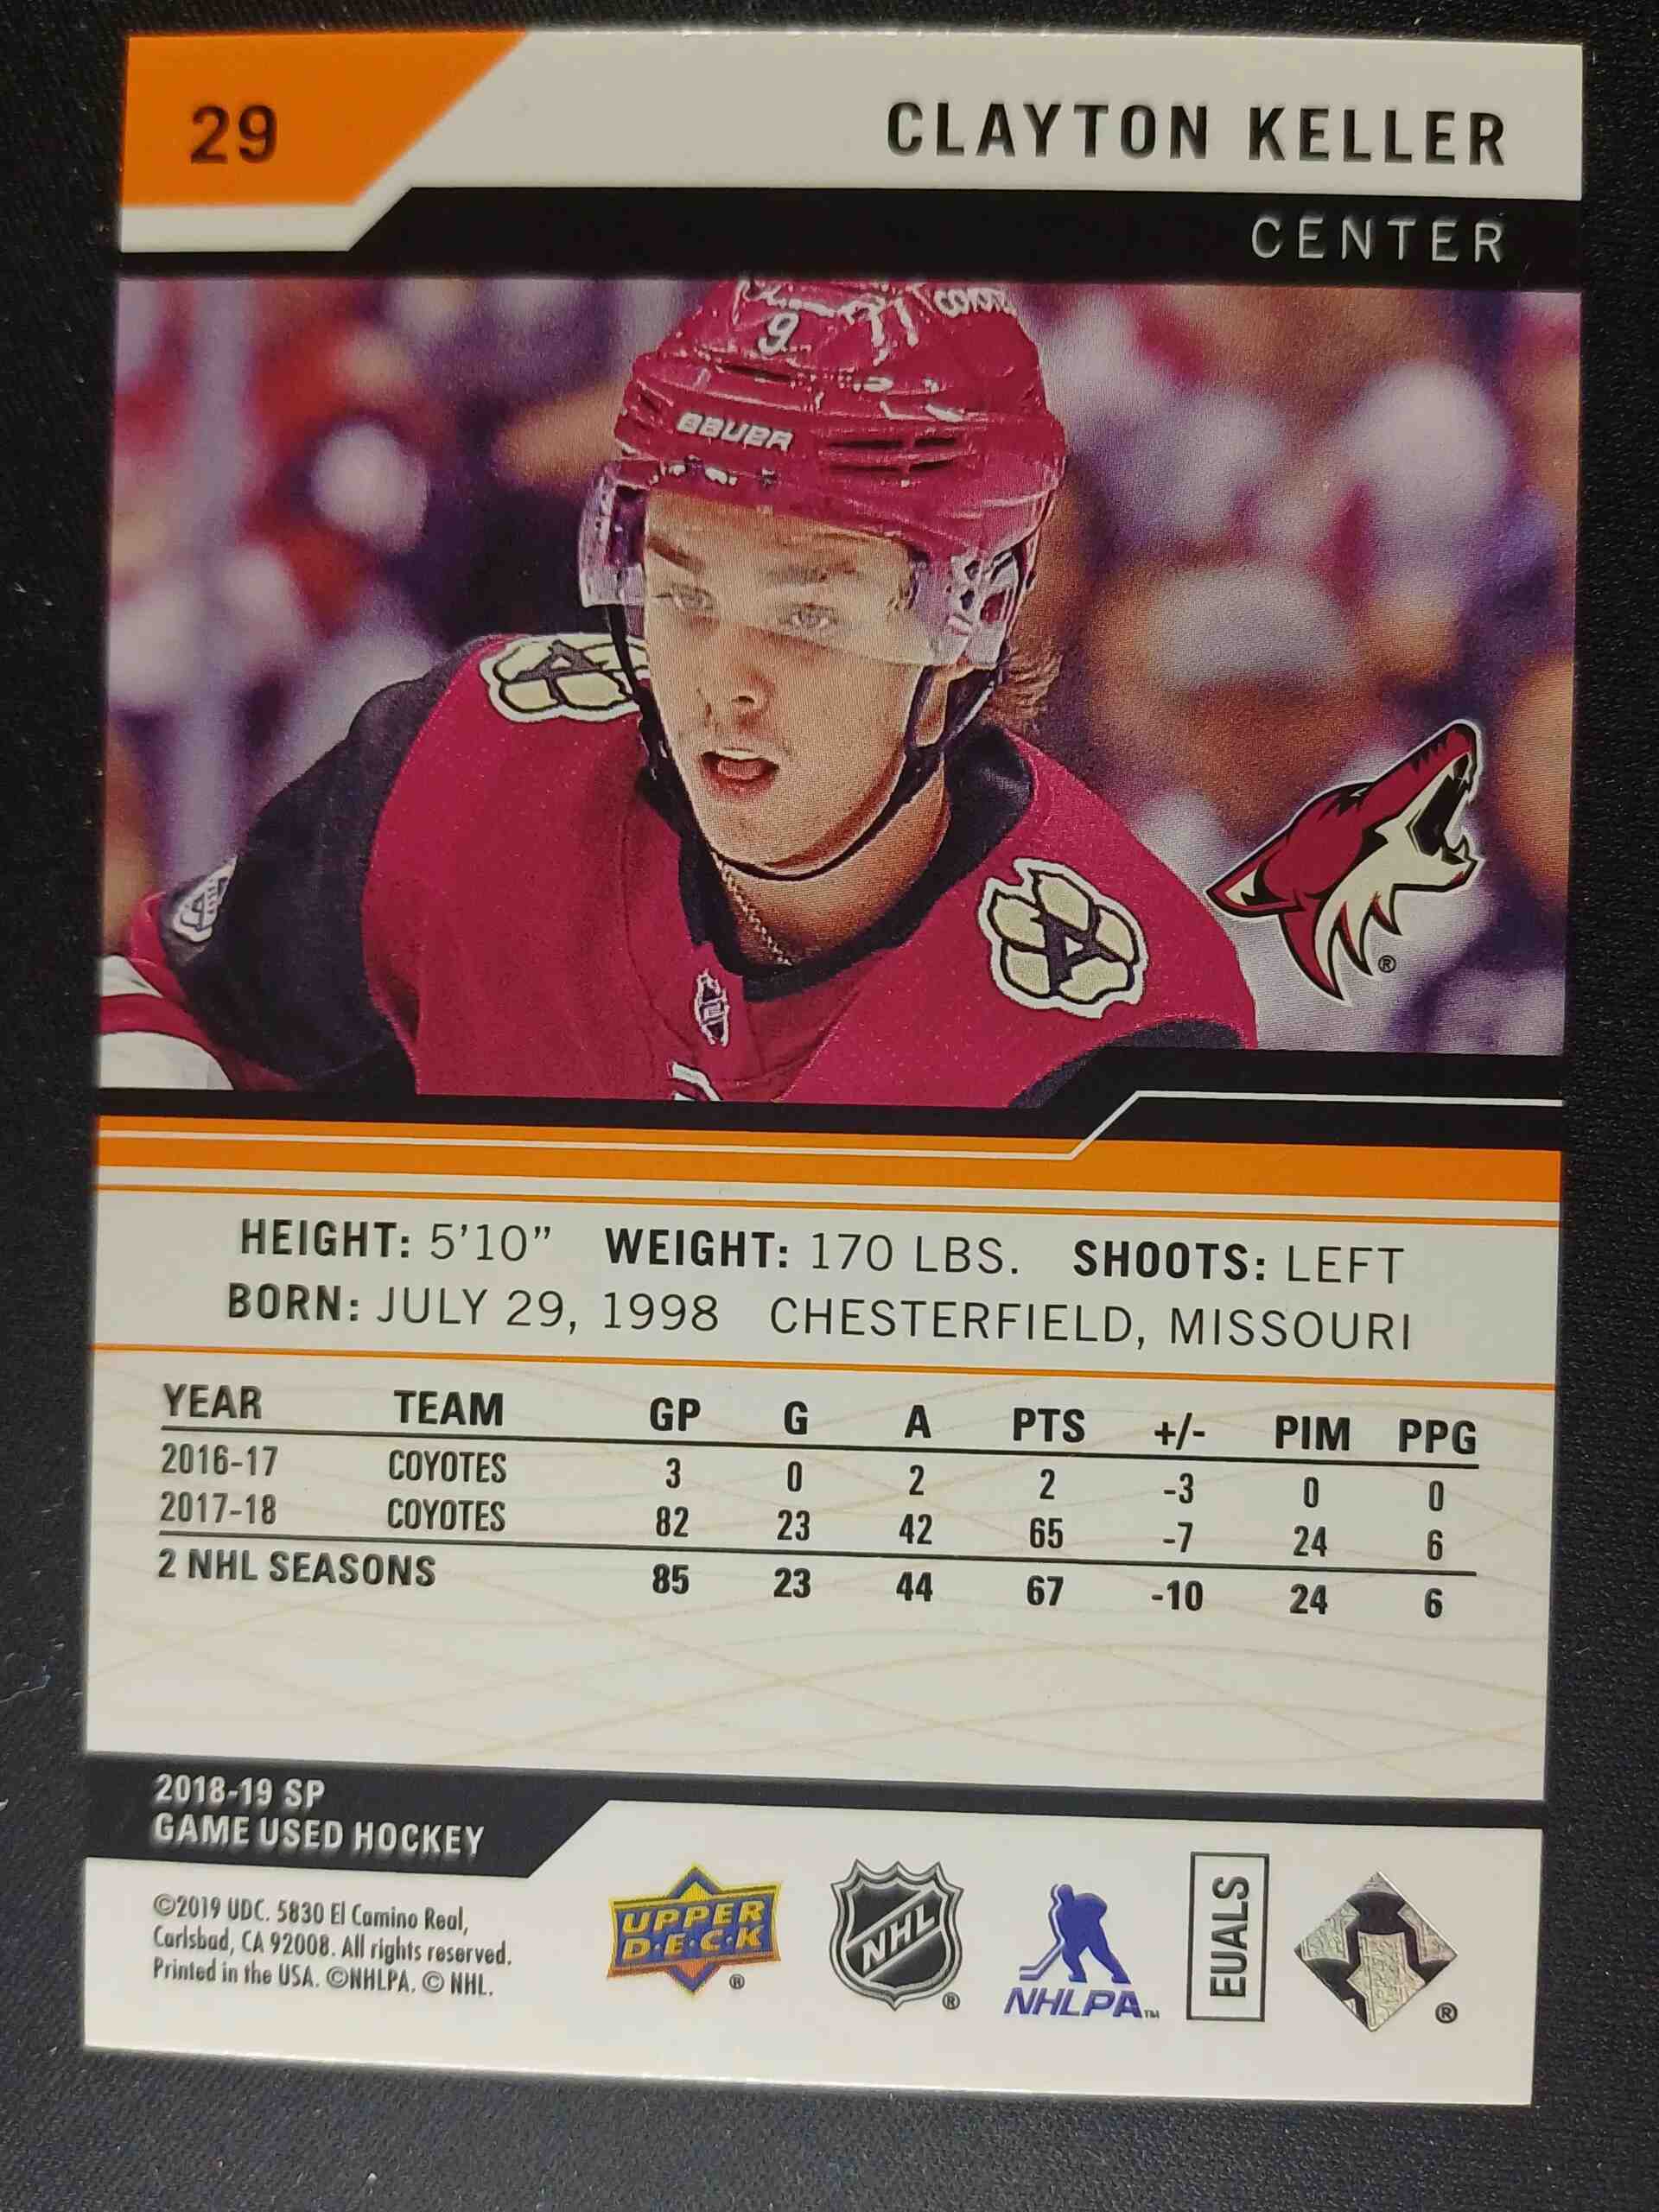 29
CLAYTON KELLER
CENTER
9
BAUER
A
A
®
HEIGHT: 5'10" WEIGHT: 170 LBS. SHOOTS: LEFT
BORN: JULY 29, 1998 CHESTERFIELD, MISSOURI
YEAR TEAM GP G A PTS +/- PIM PPG
2016-17 COYOTES 3 0 2 2 -3 0 0
2017-18 COYOTES 82 23 42 65 -7 24 6
2 NHL SEASONS 85 23 44 67 -10 24 6
2018-19 SP
GAME USED HOCKEY
©2019 UDC. 5830 El Camino Real,
Carlsbad, CA 92008. All rights reserved.
Printed in the USA. ©NHLPA. © NHL.
UPPER
D·E·C·K
®
NHL
®
NHLPA™
EUALS
®